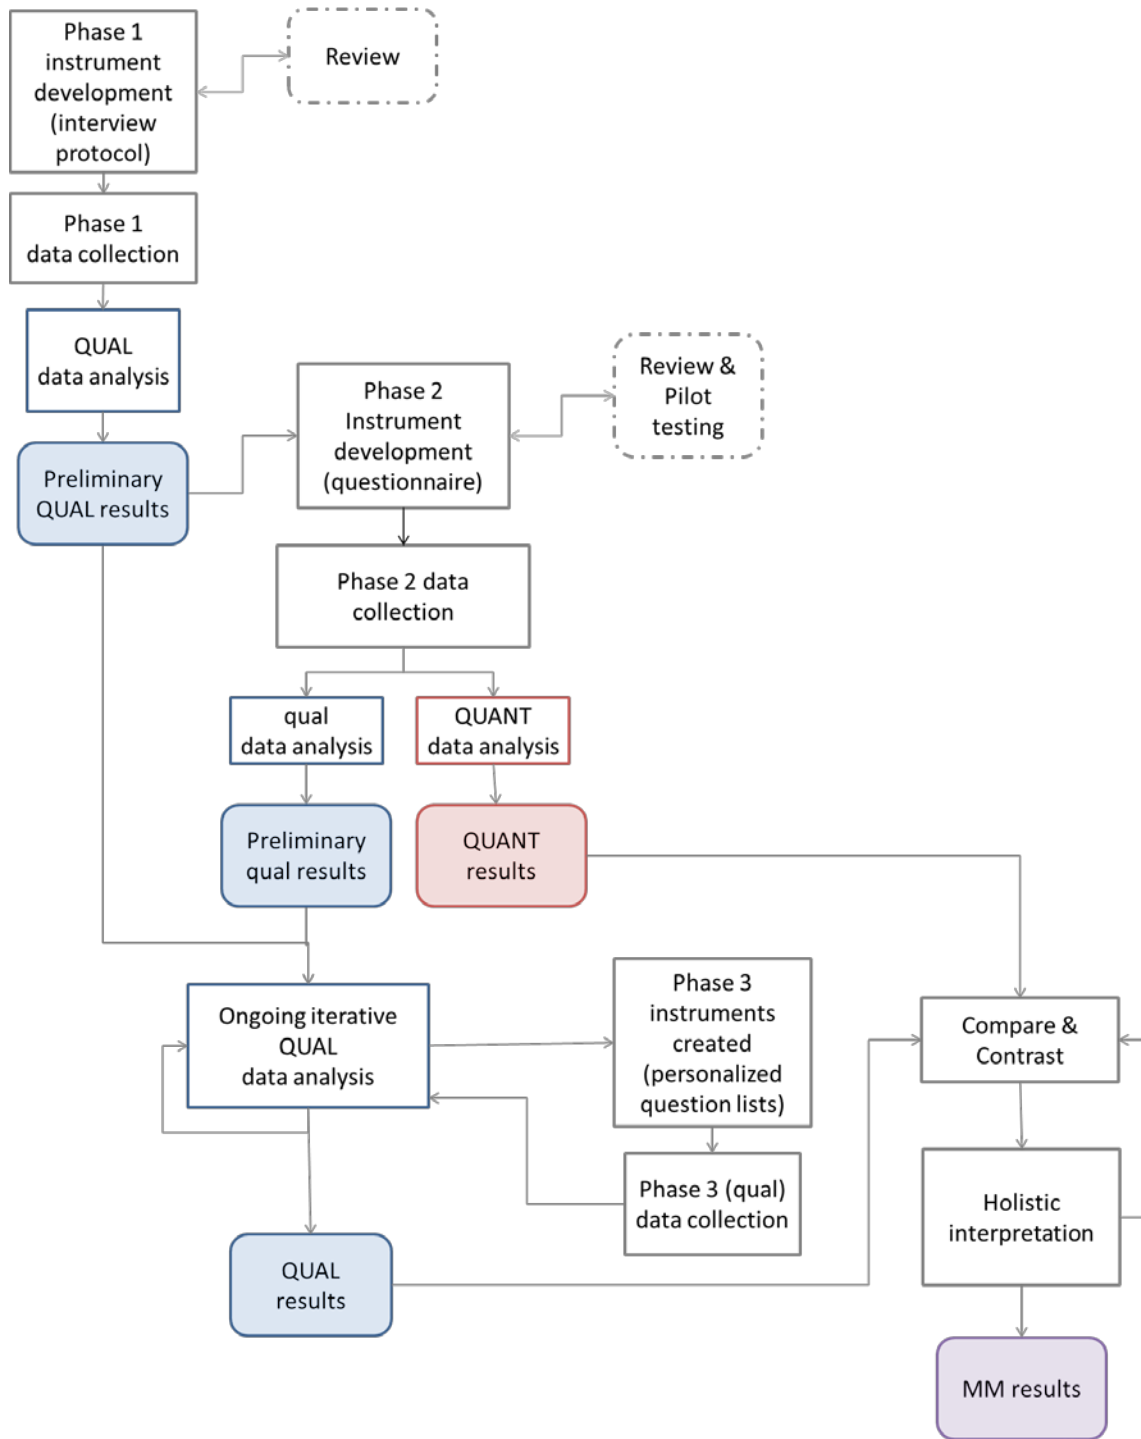 Phase 1
instrument
development
(interview
protocol)
Review
Phase 1
data collection
QUAL
data analysis
Preliminary
QUAL results
Phase 2
Instrument
development
(questionnaire)
Review &
Pilot
testing
Phase 2 data
collection
qual
data analysis
QUANT
data analysis
Preliminary
qual results
QUANT
results
Ongoing iterative
QUAL
data analysis
Phase 3
instruments
created
(personalized
question lists)
Compare &
Contrast
Phase 3 (qual)
data collection
Holistic
interpretation
QUAL
results
MM results